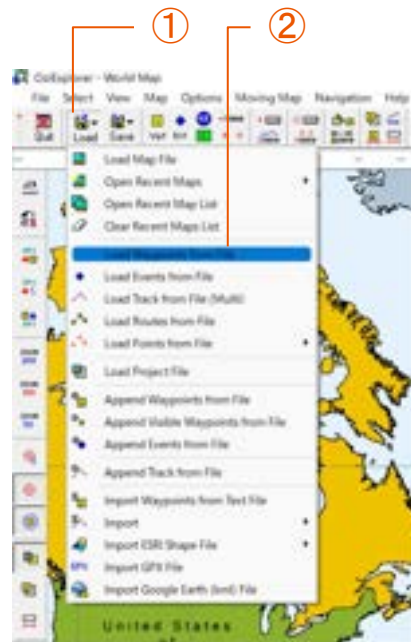 ① ②
OziExplorer - World Map
File Select View Map Options Moving Map Navigation Help
Quit Load Save
Load Map File
Open Recent Maps
Open Recent Map List
Clear Recent Maps List
Load Waypoints from File
Load Events from File
Load Track from File (Multi)
Load Routes from File
Load Points from File
Load Project File
Append Waypoints from File
Append Visible Waypoints from File
Append Events from File
Append Track from File
Import Waypoints from Text File
Import
Import ESRI Shape File
Import GPX File
Import Google Earth (kml) File
United States